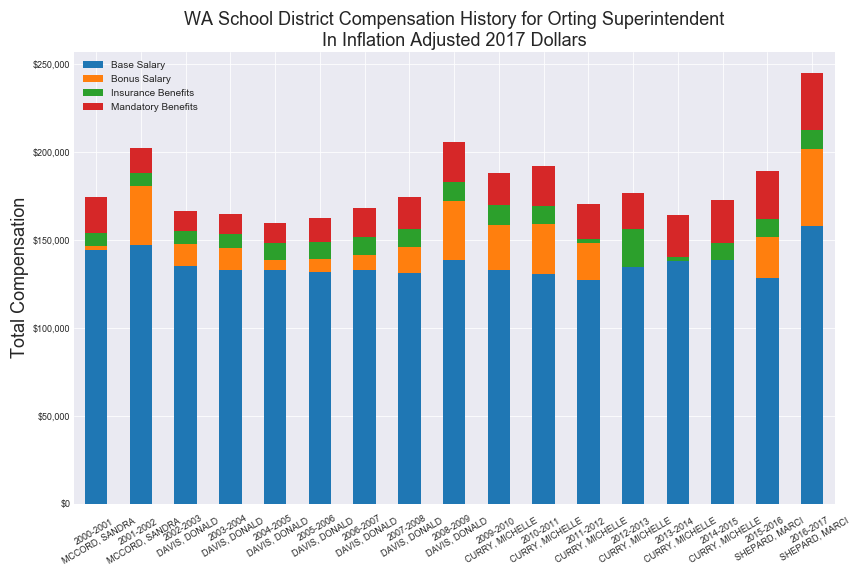 WA School District Compensation History for Orting Superintendent
In Inflation Adjusted 2017 Dollars
Base Salary
Bonus Salary
Insurance Benefits
Mandatory Benefits
Total Compensation
$250,000
$200,000
$150,000
$100,000
$50,000
$0
2000-2001
MCCORD, SANDRA
2001-2002
MCCORD, SANDRA
2002-2003
DAVIS, DONALD
2003-2004
DAVIS, DONALD
2004-2005
DAVIS, DONALD
2005-2006
DAVIS, DONALD
2006-2007
DAVIS, DONALD
2007-2008
DAVIS, DONALD
2008-2009
DAVIS, DONALD
2009-2010
CURRY, MICHELLE
2010-2011
CURRY, MICHELLE
2011-2012
CURRY, MICHELLE
2012-2013
CURRY, MICHELLE
2013-2014
CURRY, MICHELLE
2014-2015
CURRY, MICHELLE
2015-2016
SHEPARD, MARCI
2016-2017
SHEPARD, MARCI